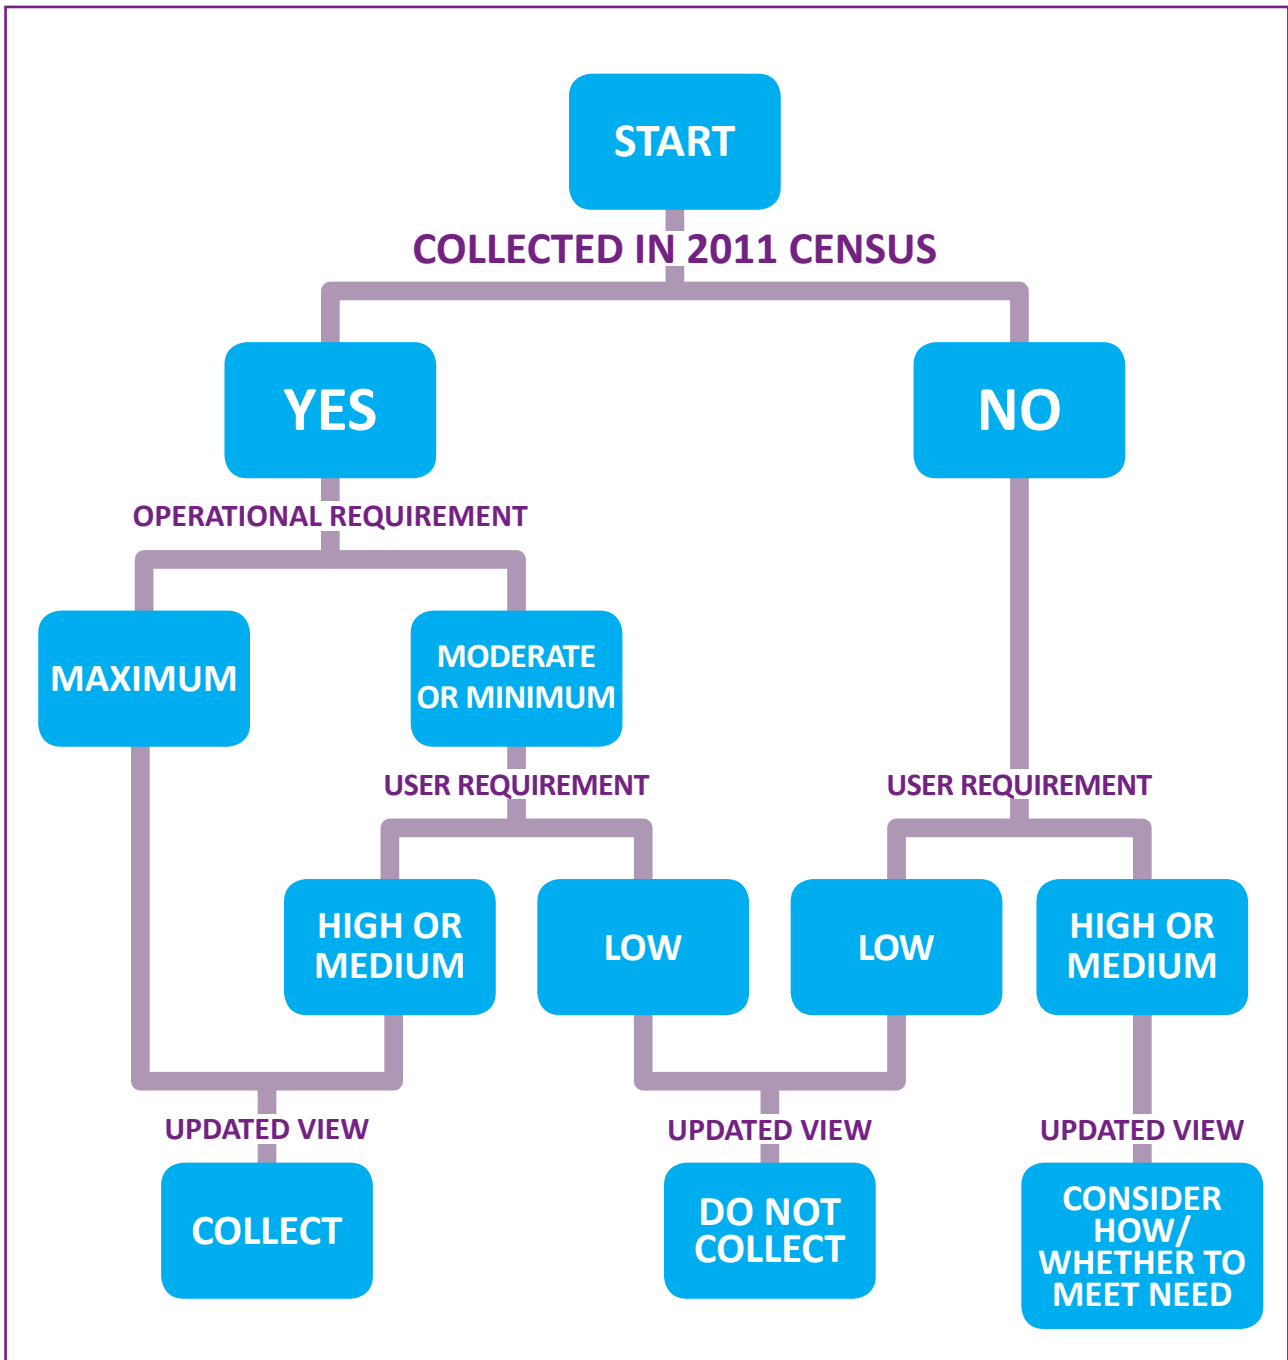 START
COLLECTED IN 2011 CENSUS
YES
NO
OPERATIONAL REQUIREMENT
MAXIMUM
MODERATE
OR MINIMUM
USER REQUIREMENT
USER REQUIREMENT
HIGH OR
MEDIUM
LOW
LOW
HIGH OR
MEDIUM
UPDATED VIEW
UPDATED VIEW
UPDATED VIEW
COLLECT
DO NOT
COLLECT
CONSIDER
HOW/
WHETHER TO
MEET NEED